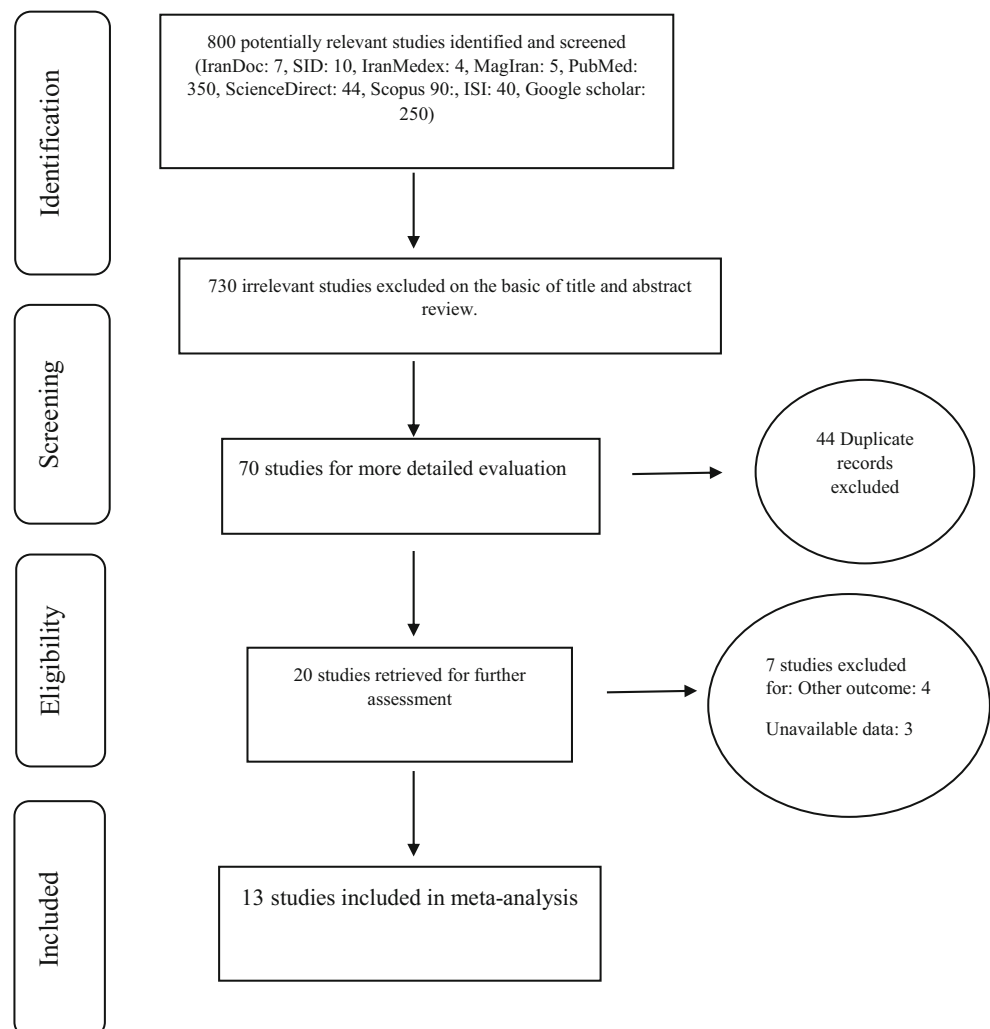 Identification
800 potentially relevant studies identified and screened
(IranDoc: 7, SID: 10, IranMedex: 4, MagIran: 5, PubMed:
350, ScienceDirect: 44, Scopus 90:, ISI: 40, Google scholar:
250)
730 irrelevant studies excluded on the basic of title and abstract
review.
Screening
70 studies for more detailed evaluation
44 Duplicate
records
excluded
Eligibility
20 studies retrieved for further
assessment
7 studies excluded
for: Other outcome: 4
Unavailable data: 3
Included
13 studies included in meta-analysis